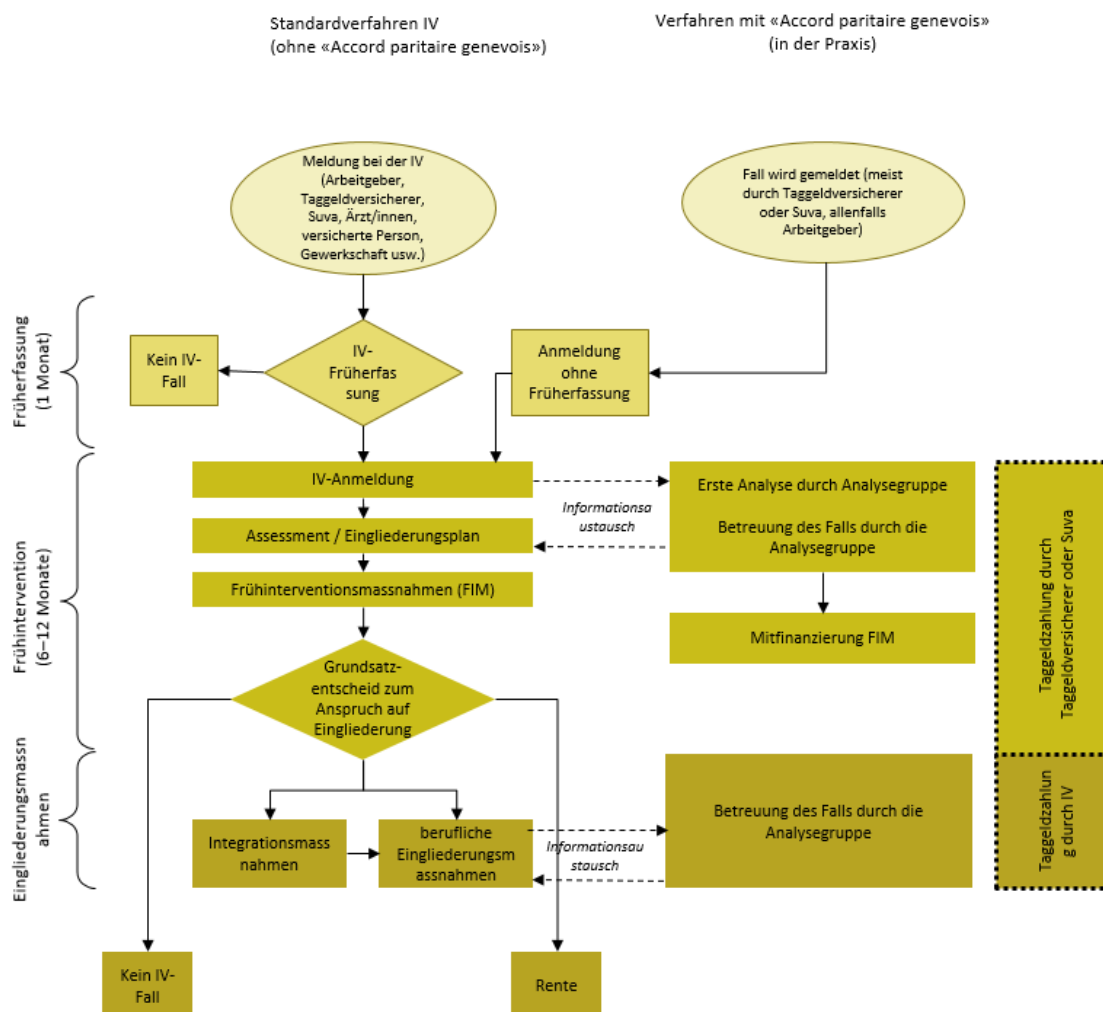 Standardverfahren IV
(ohne «Accord paritaire genevois»)
Verfahren mit «Accord paritaire genevois»
(in der Praxis)
Meldung bei der IV
(Arbeitgeber,
Taggeldversicherer,
Suva, Ärzt/innen,
versicherte Person,
Gewerkschaft usw.)
Fall wird gemeldet (meist
durch Taggeldversicherer
oder Suva, allenfalls
Arbeitgeber)
Früherfassung
(1 Monat)
Kein IV-
Fall
IV-
Früherfas
sung
Anmeldung
ohne
Früherfassung
Frühintervention
(6–12 Monate)
IV-Anmeldung
Assessment / Eingliederungsplan
Frühinterventionsmassnahmen (FIM)
Informationsa
ustausch
Erste Analyse durch Analysegruppe
Betreuung des Falls durch die
Analysegruppe
Mitfinanzierung FIM
Taggeldzahlung durch
Taggeldversicherer oder Suva
Grundsatz-
entscheid zum
Anspruch auf
Eingliederung
Eingliederungsmassn
ahmen
Integrationsmass
nahmen
berufliche
Eingliederungsm
assnahmen
Informationsau
stausch
Betreuung des Falls durch die
Analysegruppe
Taggeldzahlun
g durch IV
Kein IV-
Fall
Rente